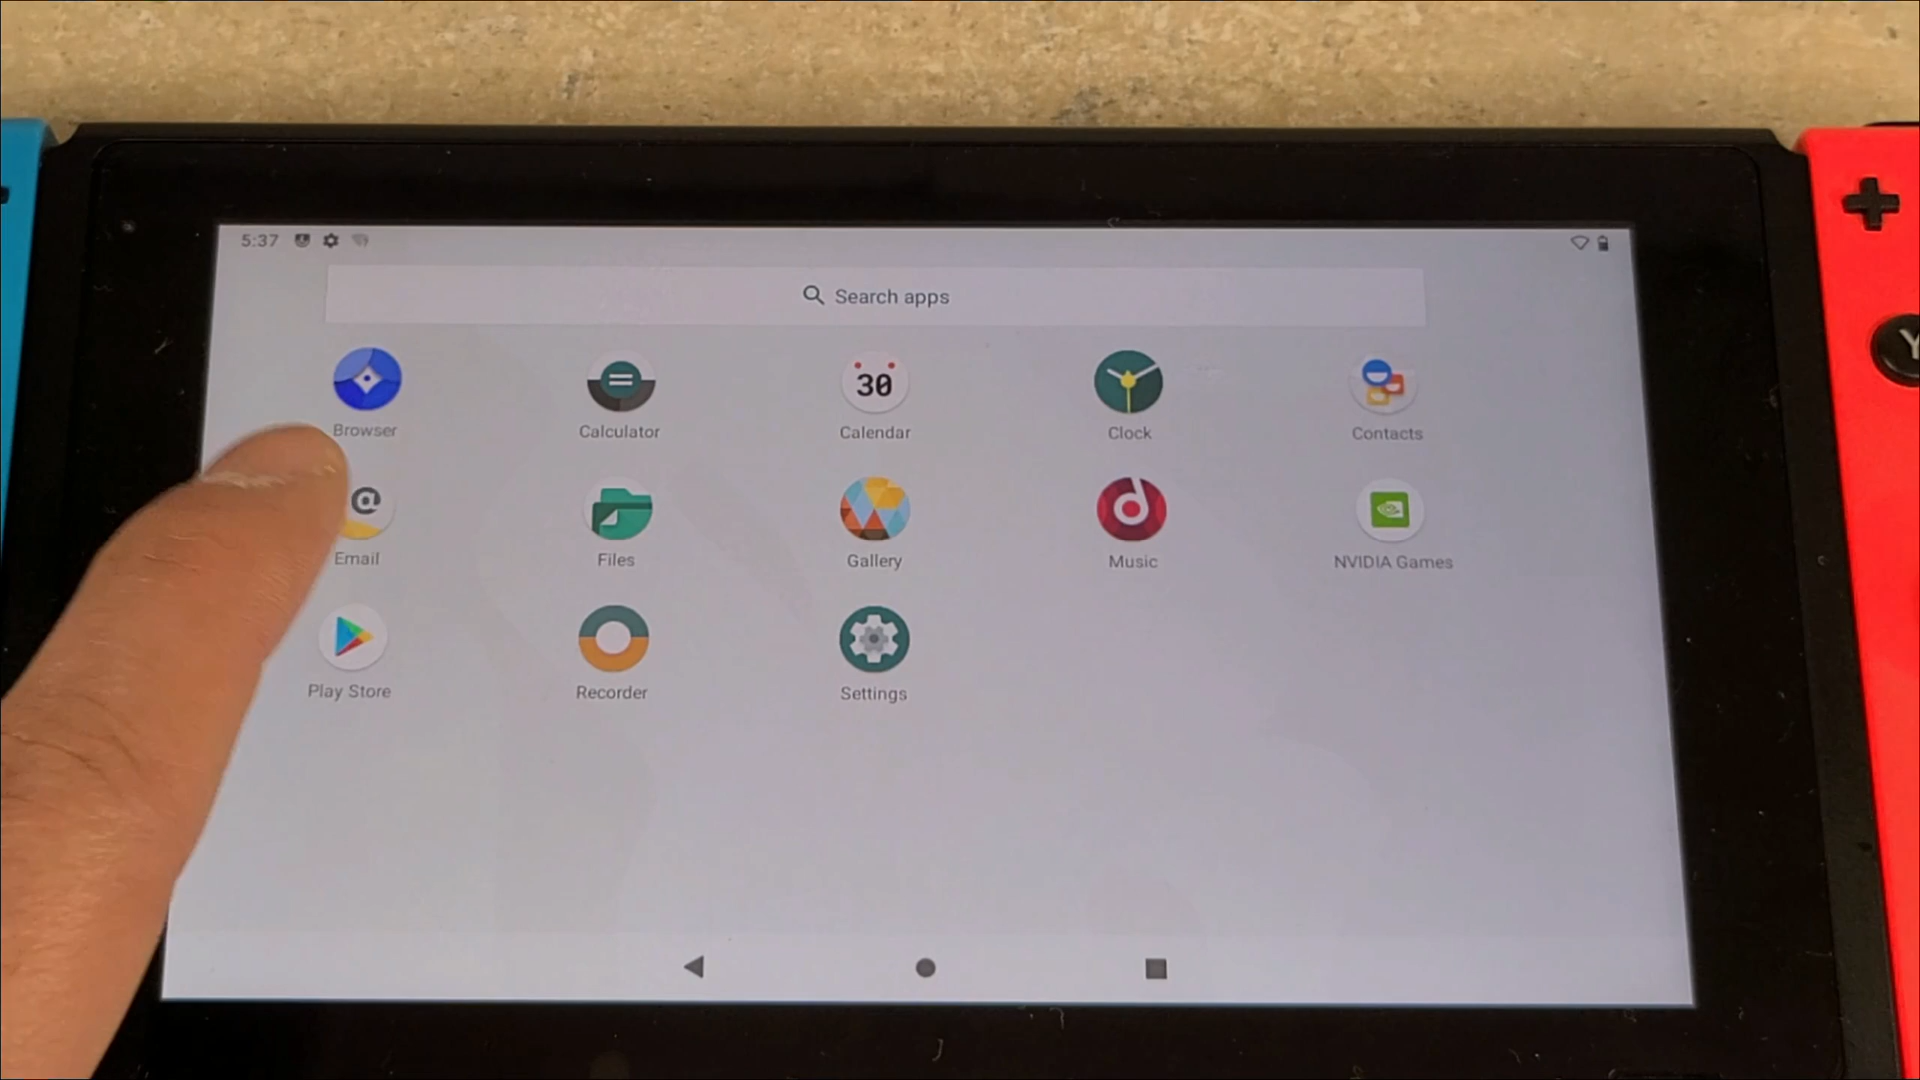 5:37
Search apps
Browser
Calculator
30
Calendar
Clock
Contacts
@
Email
Files
Gallery
Music
NVIDIA Games
Play Store
Recorder
Settings
Y